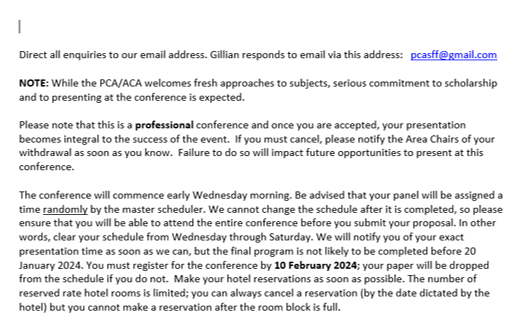 Direct all enquiries to our email address. Gillian responds to email via this address: pcasff@gmail.com
NOTE: While the PCA/ACA welcomes fresh approaches to subjects, serious commitment to scholarship
and to presenting at the conference is expected.
Please note that this is a professional conference and once you are accepted, your presentation
becomes integral to the success of the event. If you must cancel, please notify the Area Chairs of your
withdrawal as soon as you know. Failure to do so will impact future opportunities to present at this
conference.
The conference will commence early Wednesday morning. Be advised that your panel will be assigned a
time randomly by the master scheduler. We cannot change the schedule after it is completed, so please
ensure that you will be able to attend the entire conference before you submit your proposal. In other
words, clear your schedule from Wednesday through Saturday. We will notify you of your exact
presentation time as soon as we can, but the final program is not likely to be completed before 20
January 2024. You must register for the conference by 10 February 2024; your paper will be dropped
from the schedule if you do not. Make your hotel reservations as soon as possible. The number of
reserved rate hotel rooms is limited; you can always cancel a reservation (by the date dictated by the
hotel) but you cannot make a reservation after the room block is full.